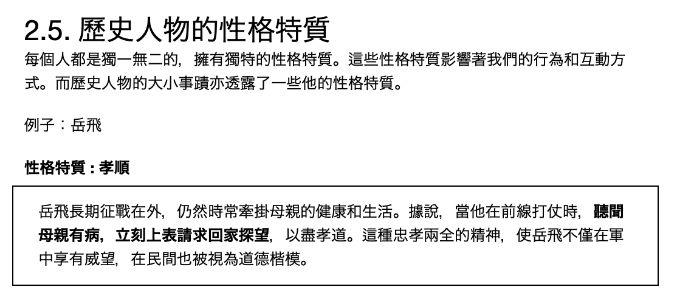 2.5. 歷史人物的性格特質
每個人都是獨一無二的，擁有獨特的性格特質。這些性格特質影響著我們的行為和互動方
式。而歷史人物的大小事蹟亦透露了一些他的性格特質。
例子：岳飛
性格特質：孝順
岳飛長期征戰在外，仍然時常牽掛母親的健康和生活。據說，當他在前線打仗時，聽聞
母親有病，立刻上表請求回家探望，以盡孝道。這種忠孝兩全的精神，使岳飛不僅在軍
中享有威望，在民間也被視為道德楷模。